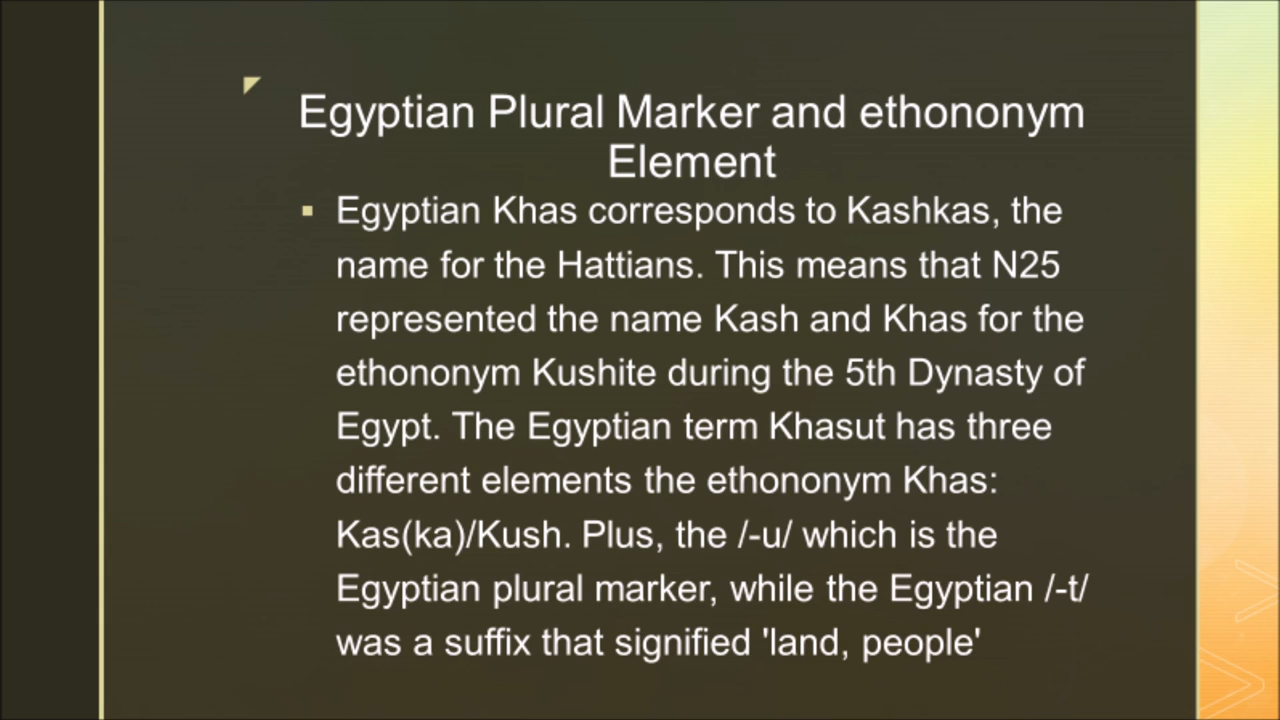 Egyptian Plural Marker and ethononym
Element
▪ Egyptian Khas corresponds to Kashkas, the
name for the Hattians. This means that N25
represented the name Kash and Khas for the
ethononym Kushite during the 5th Dynasty of
Egypt. The Egyptian term Khasut has three
different elements the ethononym Khas:
Kas(ka)/Kush. Plus, the /-u/ which is the
Egyptian plural marker, while the Egyptian /-t/
was a suffix that signified 'land, people'